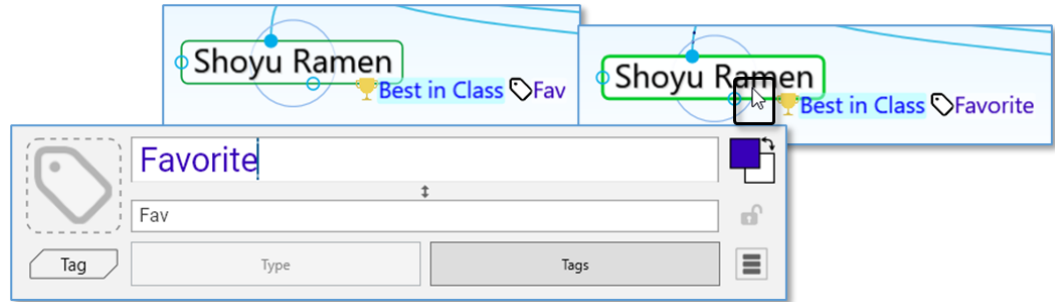 Shoyu Ramen
Best in Class Fav
Shoyu Ramen
Best in Class Favorite
Favorite
Fav
Tag Type Tags